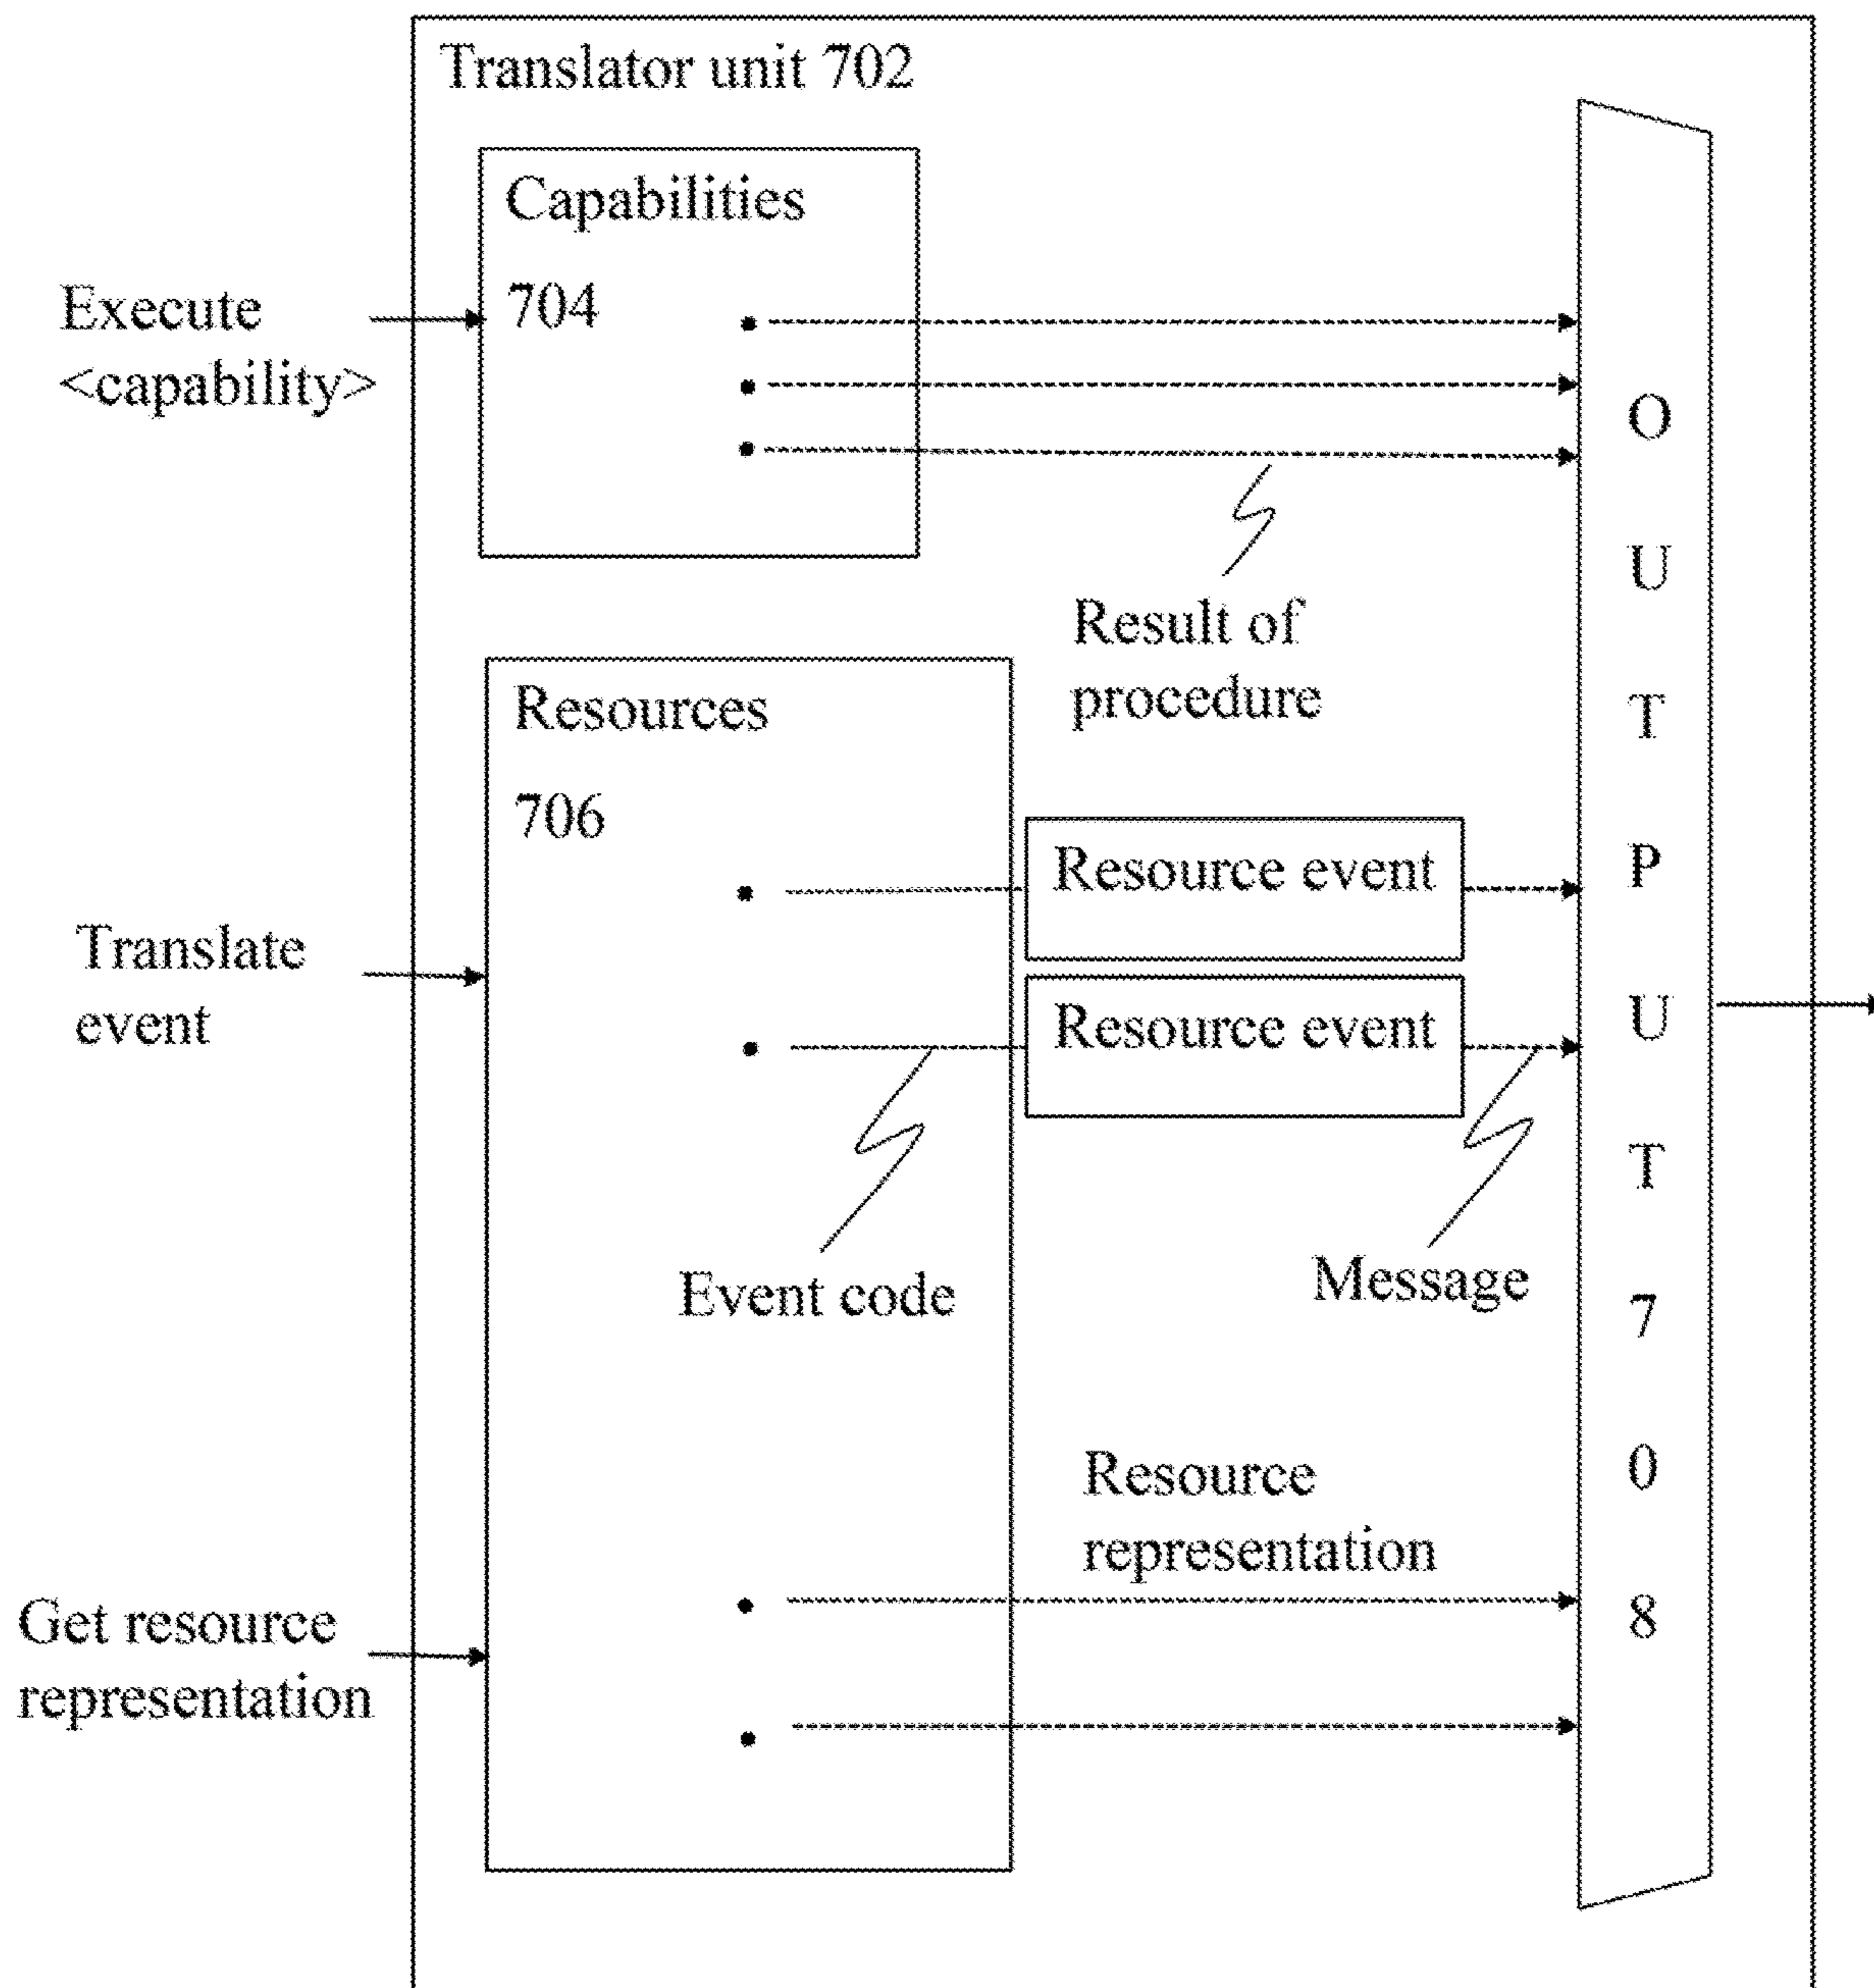 Translator unit 702
Capabilities
704
Execute
<capability>
Result of
procedure
Resources
706
Resource event
Translate
event
Resource event
Event code
Message
Resource
representation
Get resource
representation
O
U
T
P
U
T
7
0
8